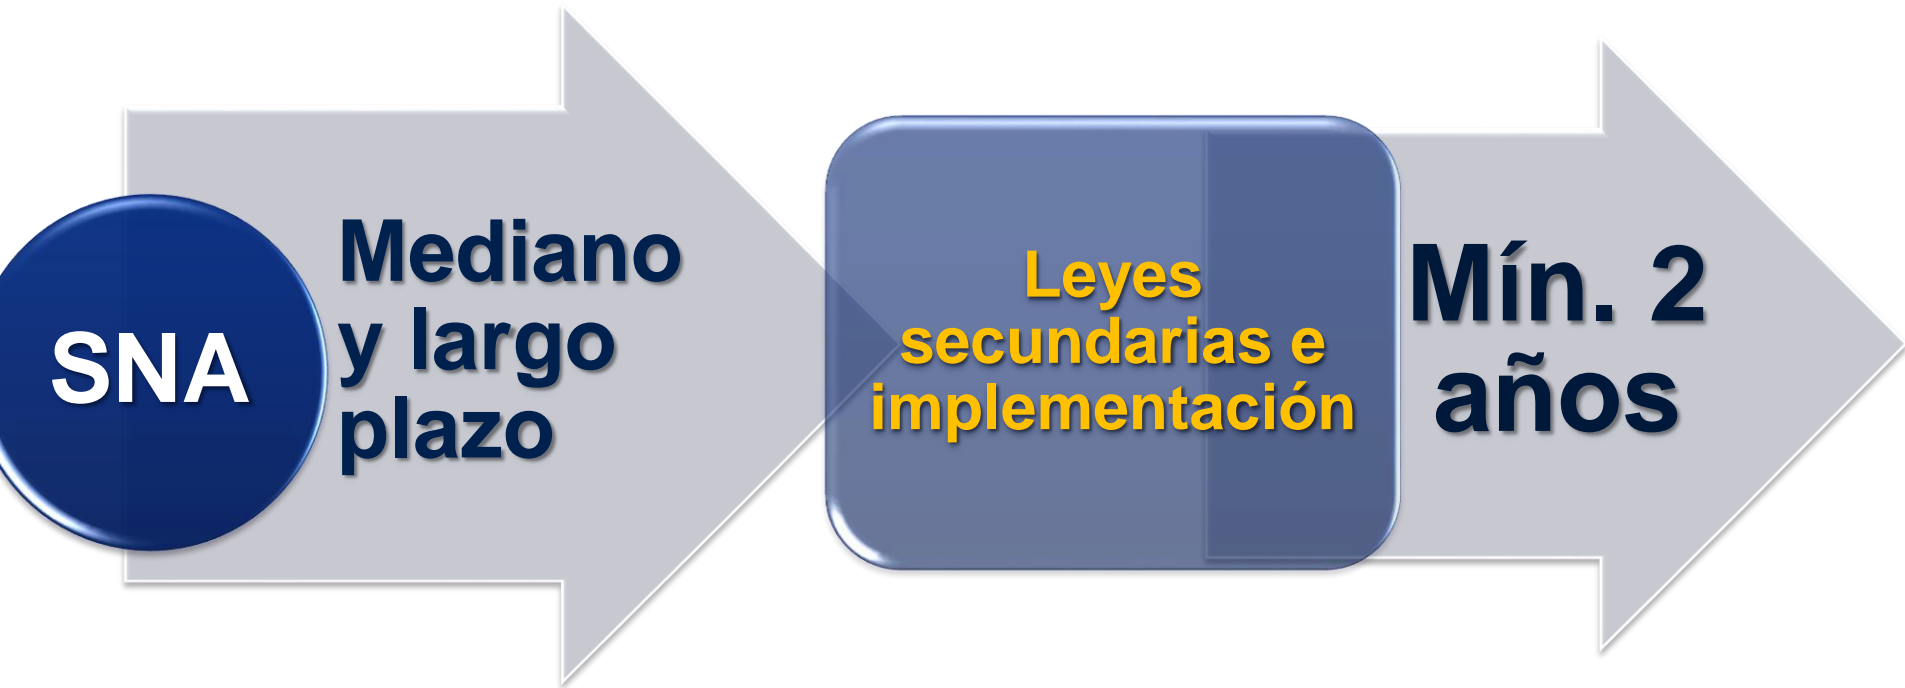 SNA
Mediano
y largo
plazo
Leyes
secundarias e
implementación
Mín. 2
años